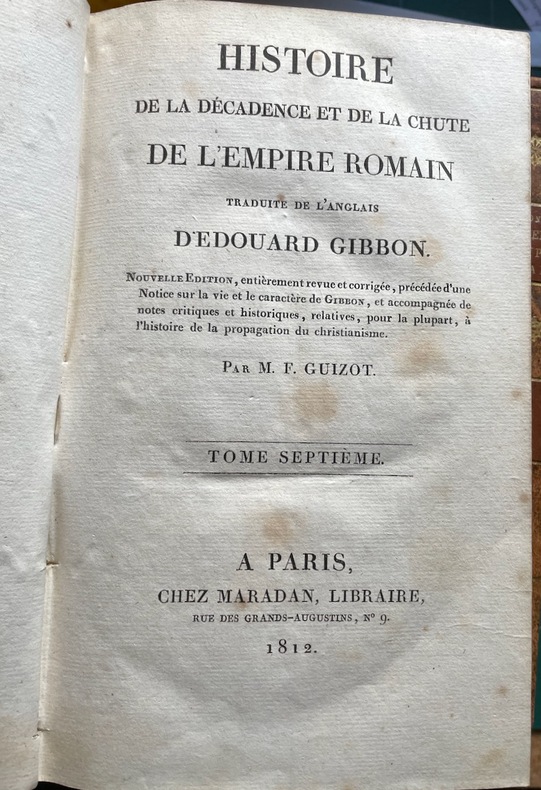 HISTOIRE
DE LA DÉCADENCE ET DE LA CHUTE
DE L'EMPIRE ROMAIN
TRADUITE DE L'ANGLAIS
D'EDOUARD GIBBON.
NOUVELLE EDITION, entièrement revue et corrigée, précédée d'une
Notice sur la vie et le caractère de GIBBON, et accompagnée de
notes critiques et historiques, relatives, pour la plupart, à
l'histoire de la propagation du christianisme.
PAR M. F. GUIZOT.
TOME SEPTIÈME.
A PARIS,
CHEZ MARADAN, LIBRAIRE,
RUE DES GRANDS-AUGUSTINS, N° 9.
1812.